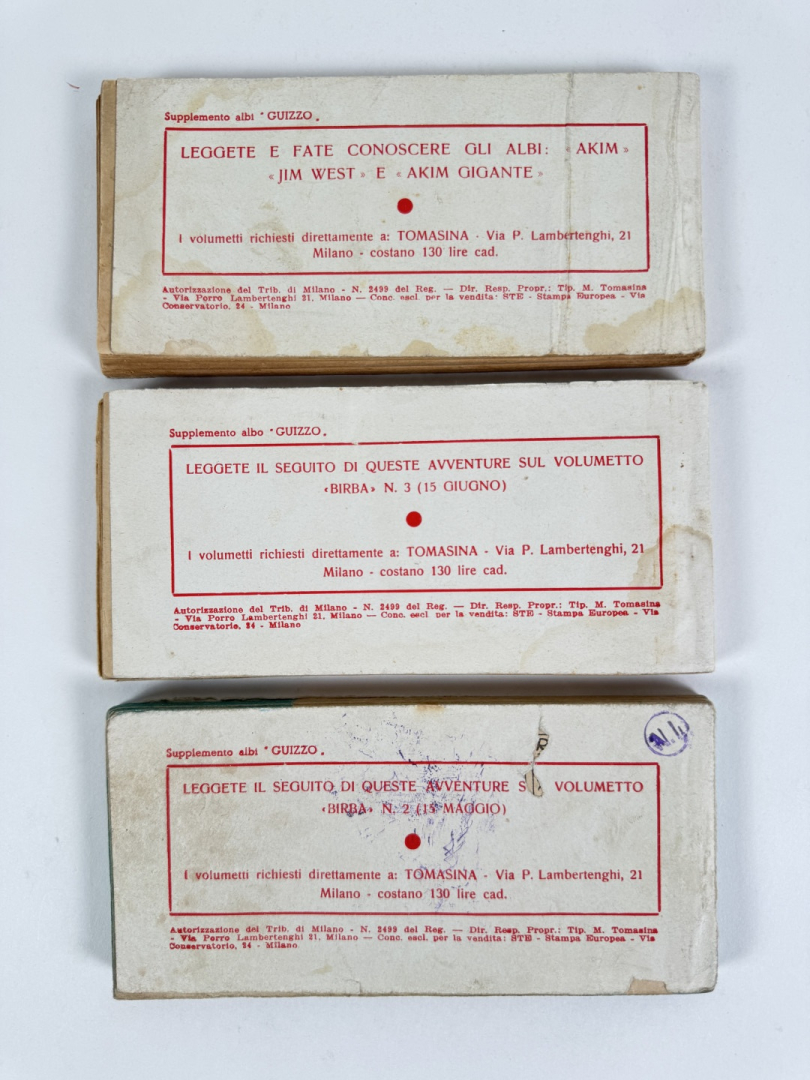 Supplemento albi "GUIZZO„
LEGGETE E FATE CONOSCERE GLI ALBI: «AKIM»
«JIM WEST» E «AKIM GIGANTE»
I volumetti richiesti direttamente a: TOMASINA - Via P. Lambertenghi, 21
Milano - costano 130 lire cad.
Autorizzazione del Trib. di Milano - N. 2499 del Reg. — Dir. Resp. Propr.: Tip. M. Tomasina
- Via Porro Lambertenghi 21, Milano — Conc. escl. per la vendita: STE - Stampa Europea - Via
Conservatorio, 24 - Milano
Supplemento albo "GUIZZO„
LEGGETE IL SEGUITO DI QUESTE AVVENTURE SUL VOLUMETTO
«BIRBA» N. 3 (15 GIUGNO)
I volumetti richiesti direttamente a: TOMASINA - Via P. Lambertenghi, 21
Milano - costano 130 lire cad.
Autorizzazione del Trib. di Milano - N. 2499 del Reg. — Dir. Resp. Propr.: Tip. M. Tomasina
- Via Porro Lambertenghi 21, Milano — Conc. escl. per la vendita: STE - Stampa Europea - Via
Conservatorio, 24 - Milano
Supplemento albi "GUIZZO„
LEGGETE IL SEGUITO DI QUESTE AVVENTURE S VOLUMETTO
«BIRBA» N. 2 (15 MAGGIO)
I volumetti richiesti direttamente a: TOMASINA - Via P. Lambertenghi, 21
Milano - costano 130 lire cad.
Autorizzazione del Trib. di Milano - N. 2499 del Reg. — Dir. Resp. Propr.: Tip. M. Tomasina
- Via Porro Lambertenghi 21, Milano — Conc. escl. per la vendita: STE - Stampa Europea - Via
Conservatorio, 24 - Milano